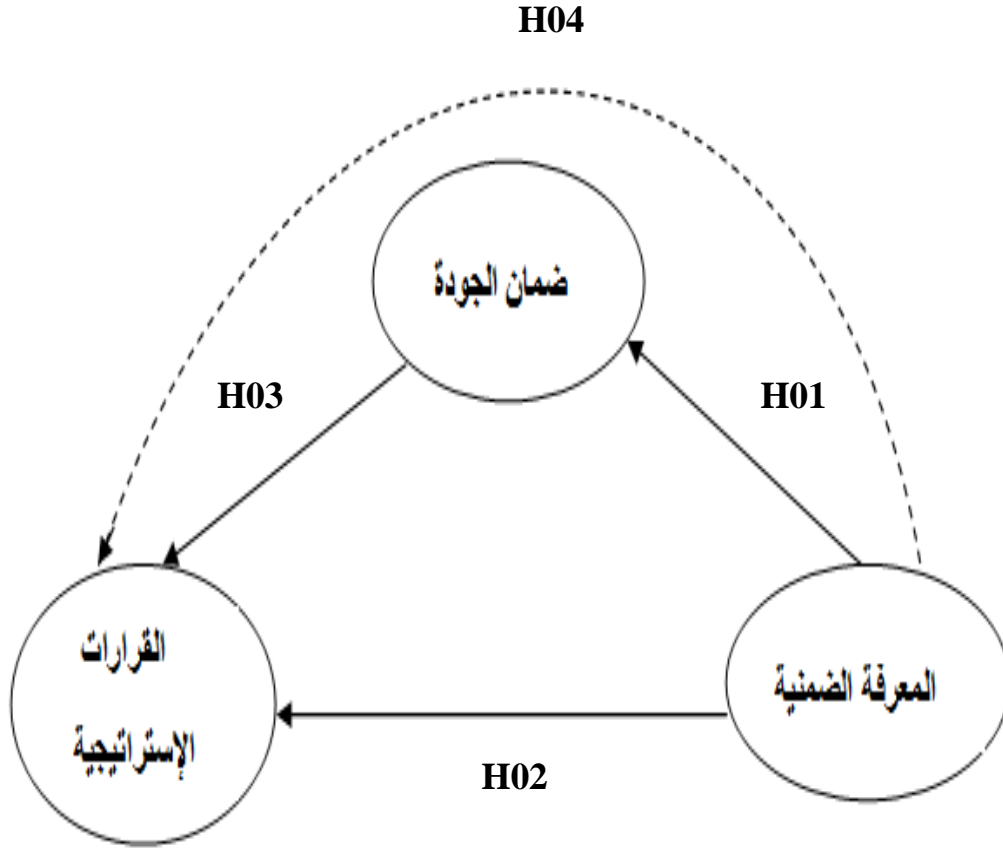 H04
ضمان الجودة
H03
H01
القرارات
الإستراتيجية
المعرفة الضمنية
H02